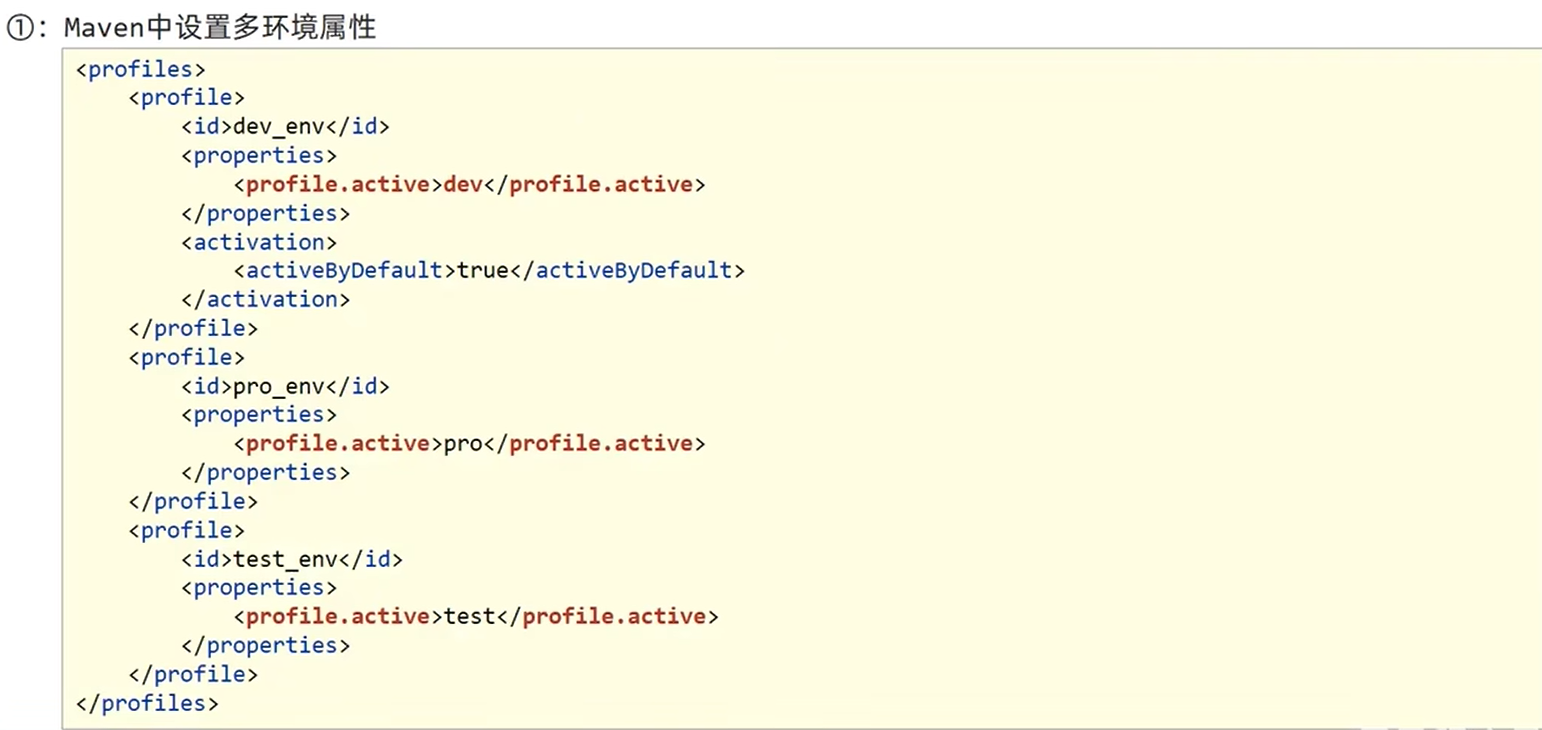 ①：Maven中设置多环境属性
<profiles>
    <profile>
        <id>dev_env</id>
        <properties>
            <profile.active>dev</profile.active>
        </properties>
        <activation>
            <activeByDefault>true</activeByDefault>
        </activation>
    </profile>
    <profile>
        <id>pro_env</id>
        <properties>
            <profile.active>pro</profile.active>
        </properties>
    </profile>
    <profile>
        <id>test_env</id>
        <properties>
            <profile.active>test</profile.active>
        </properties>
    </profile>
</profiles>